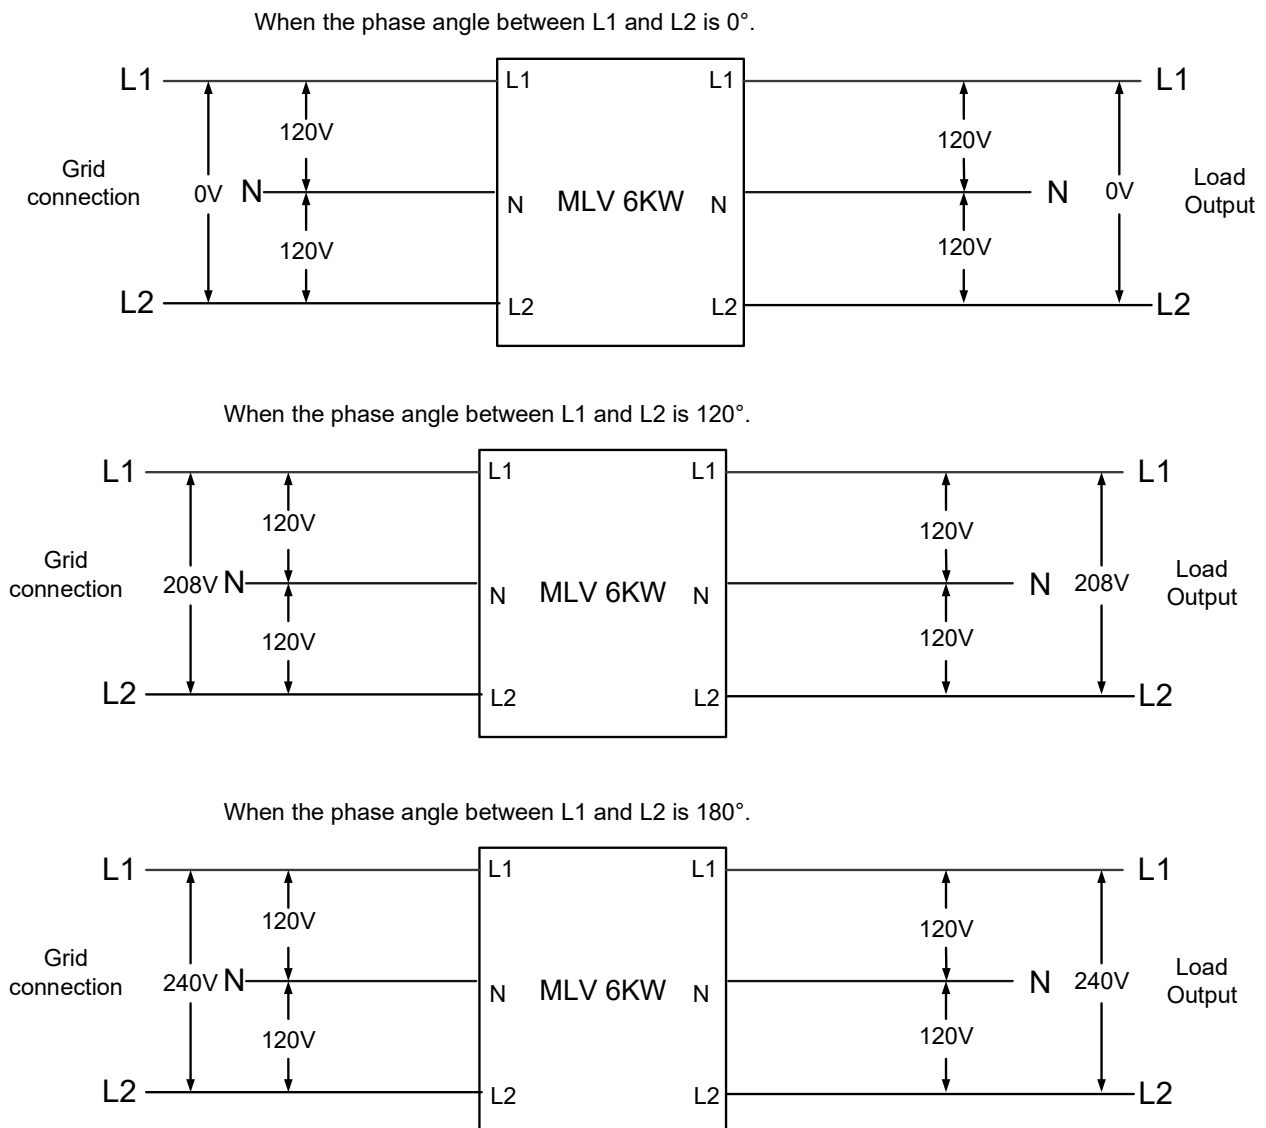 When the phase angle between L1 and L2 is 0°.
L1
L1
L1
L1
120V
120V
Grid
connection
0V
N
N
MLV 6KW
N
N
0V
Load
Output
120V
120V
L2
L2
L2
L2
When the phase angle between L1 and L2 is 120°.
L1
L1
L1
L1
120V
120V
Grid
connection
208V
N
N
MLV 6KW
N
N
208V
Load
Output
120V
120V
L2
L2
L2
L2
When the phase angle between L1 and L2 is 180°.
L1
L1
L1
L1
120V
120V
Grid
connection
240V
N
N
MLV 6KW
N
N
240V
Load
Output
120V
120V
L2
L2
L2
L2